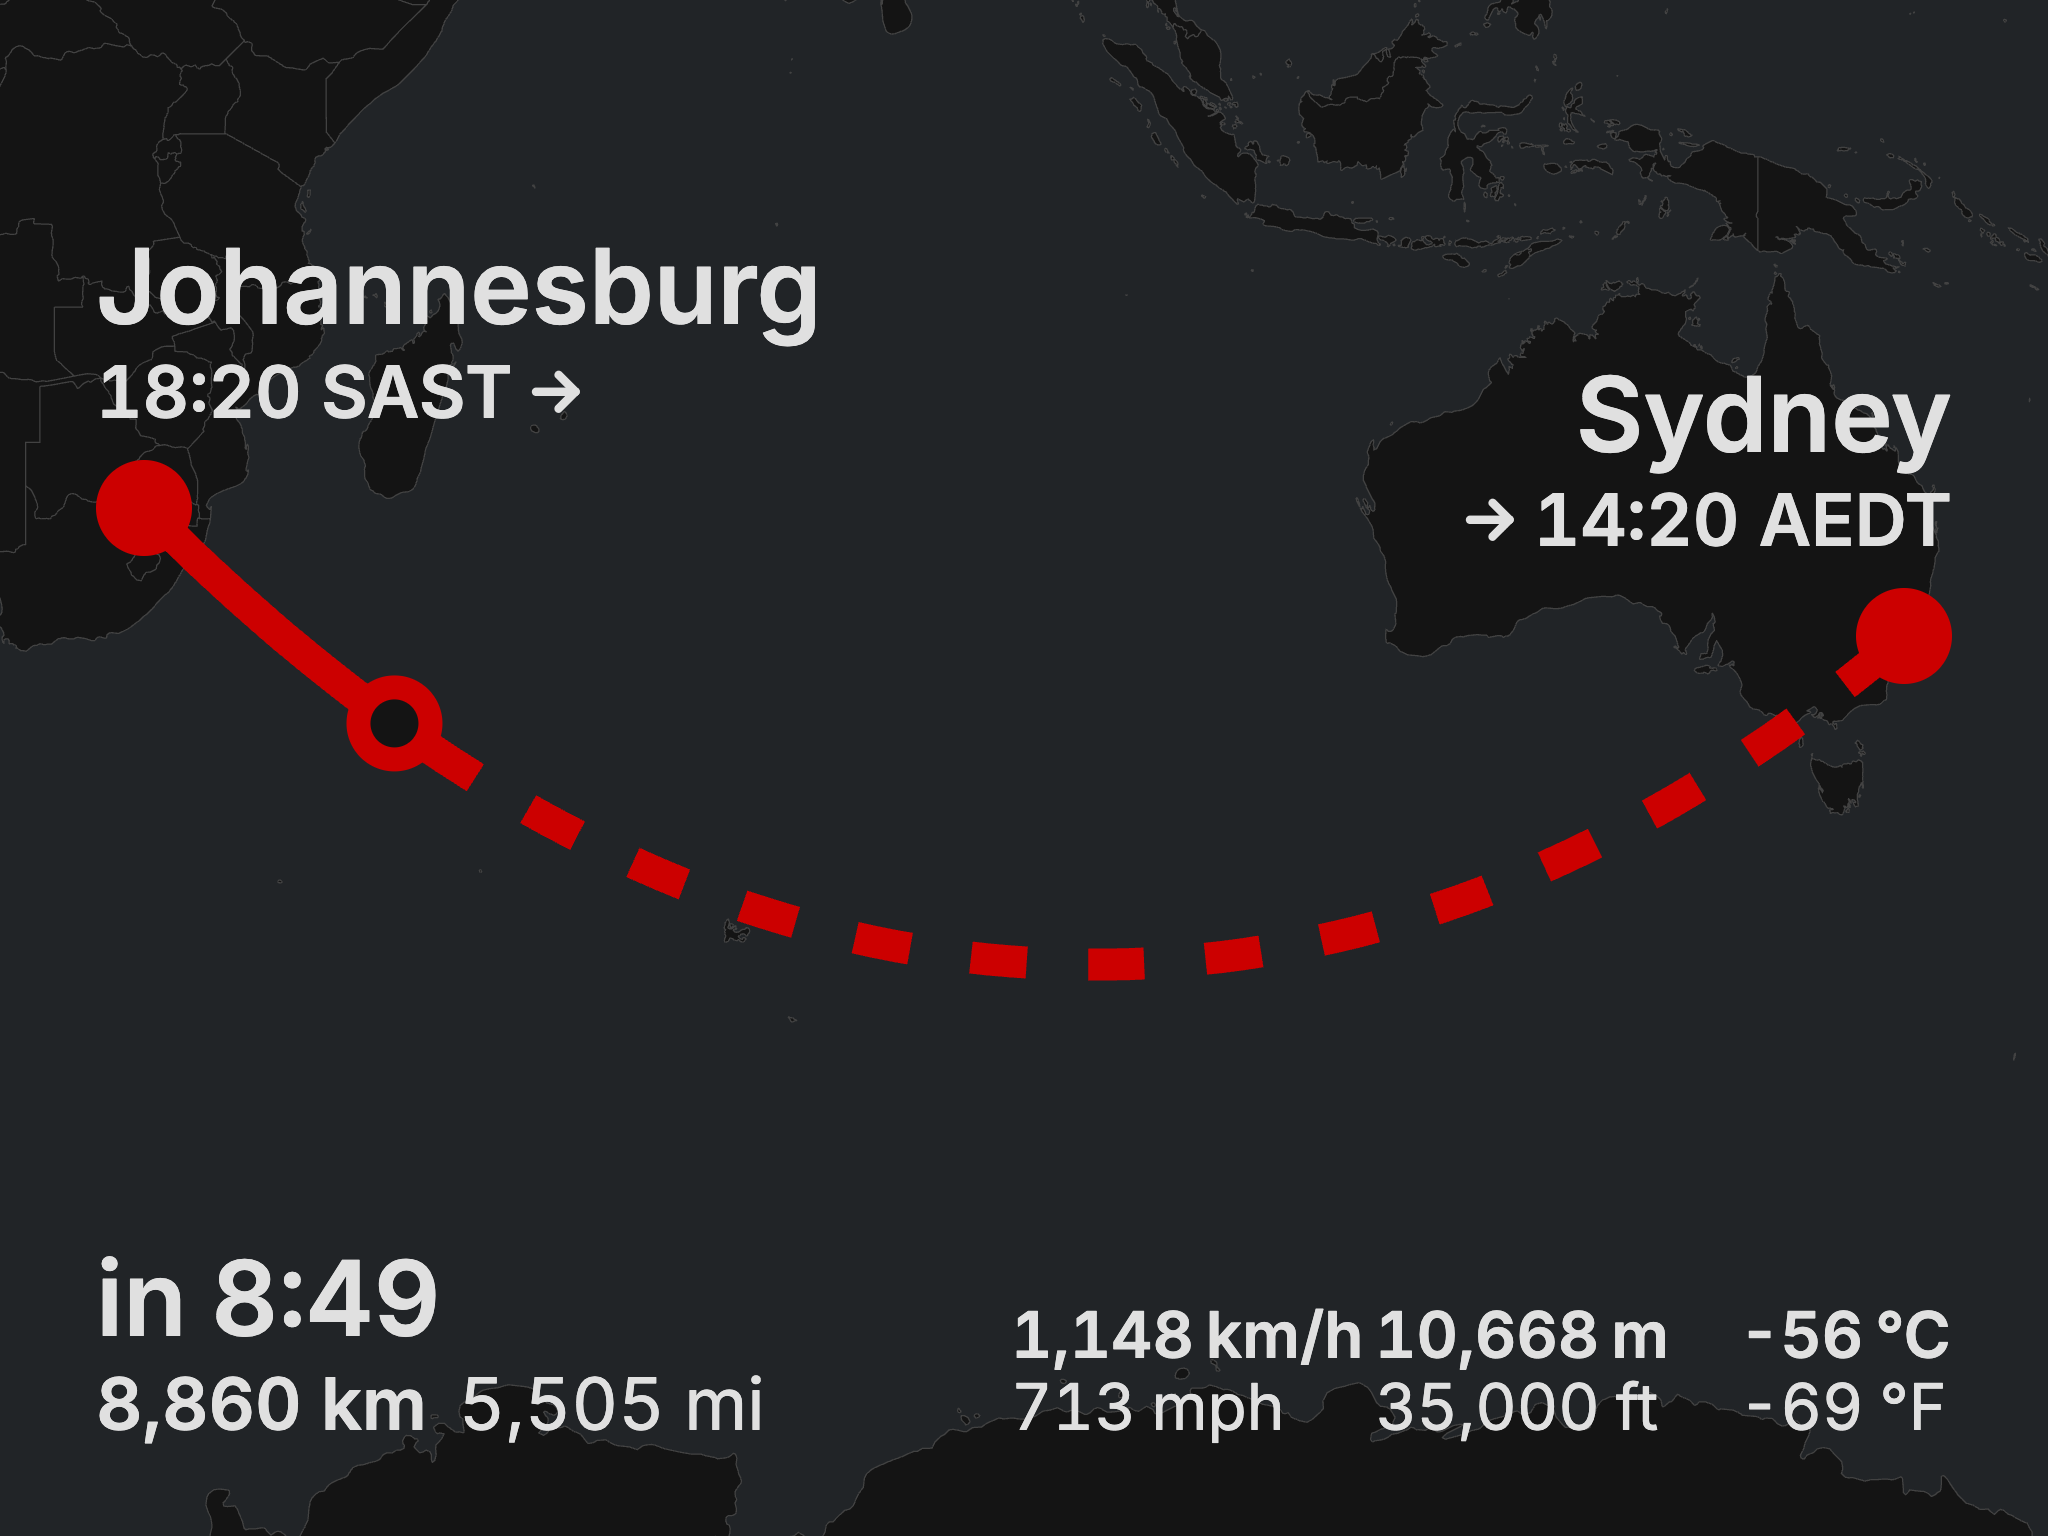 Johannesburg
18:20 SAST →
Sydney
→ 14:20 AEDT
in 8:49
8,860 km 5,505 mi
1,148 km/h 10,668 m -56 °C
713 mph 35,000 ft -69 °F